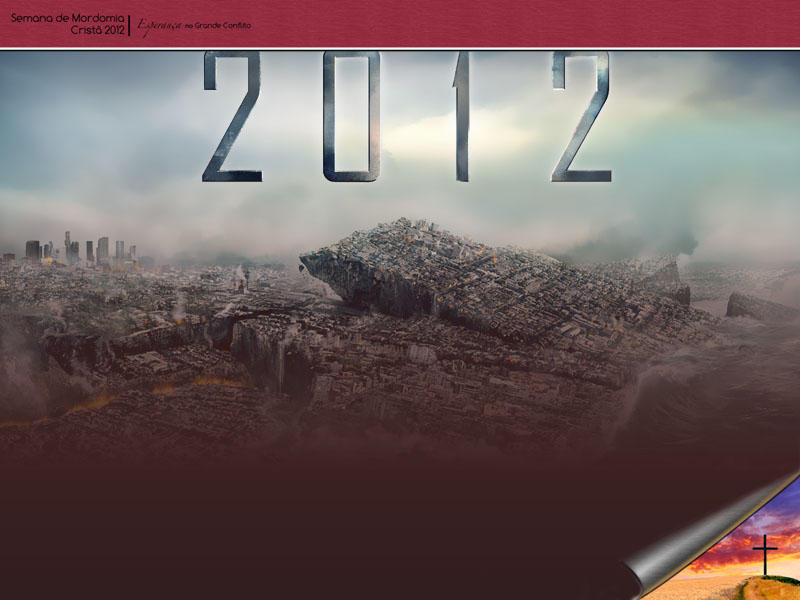 Semana de Mordomia
Cristã 2012
Esperança no Grande Conflito
2012